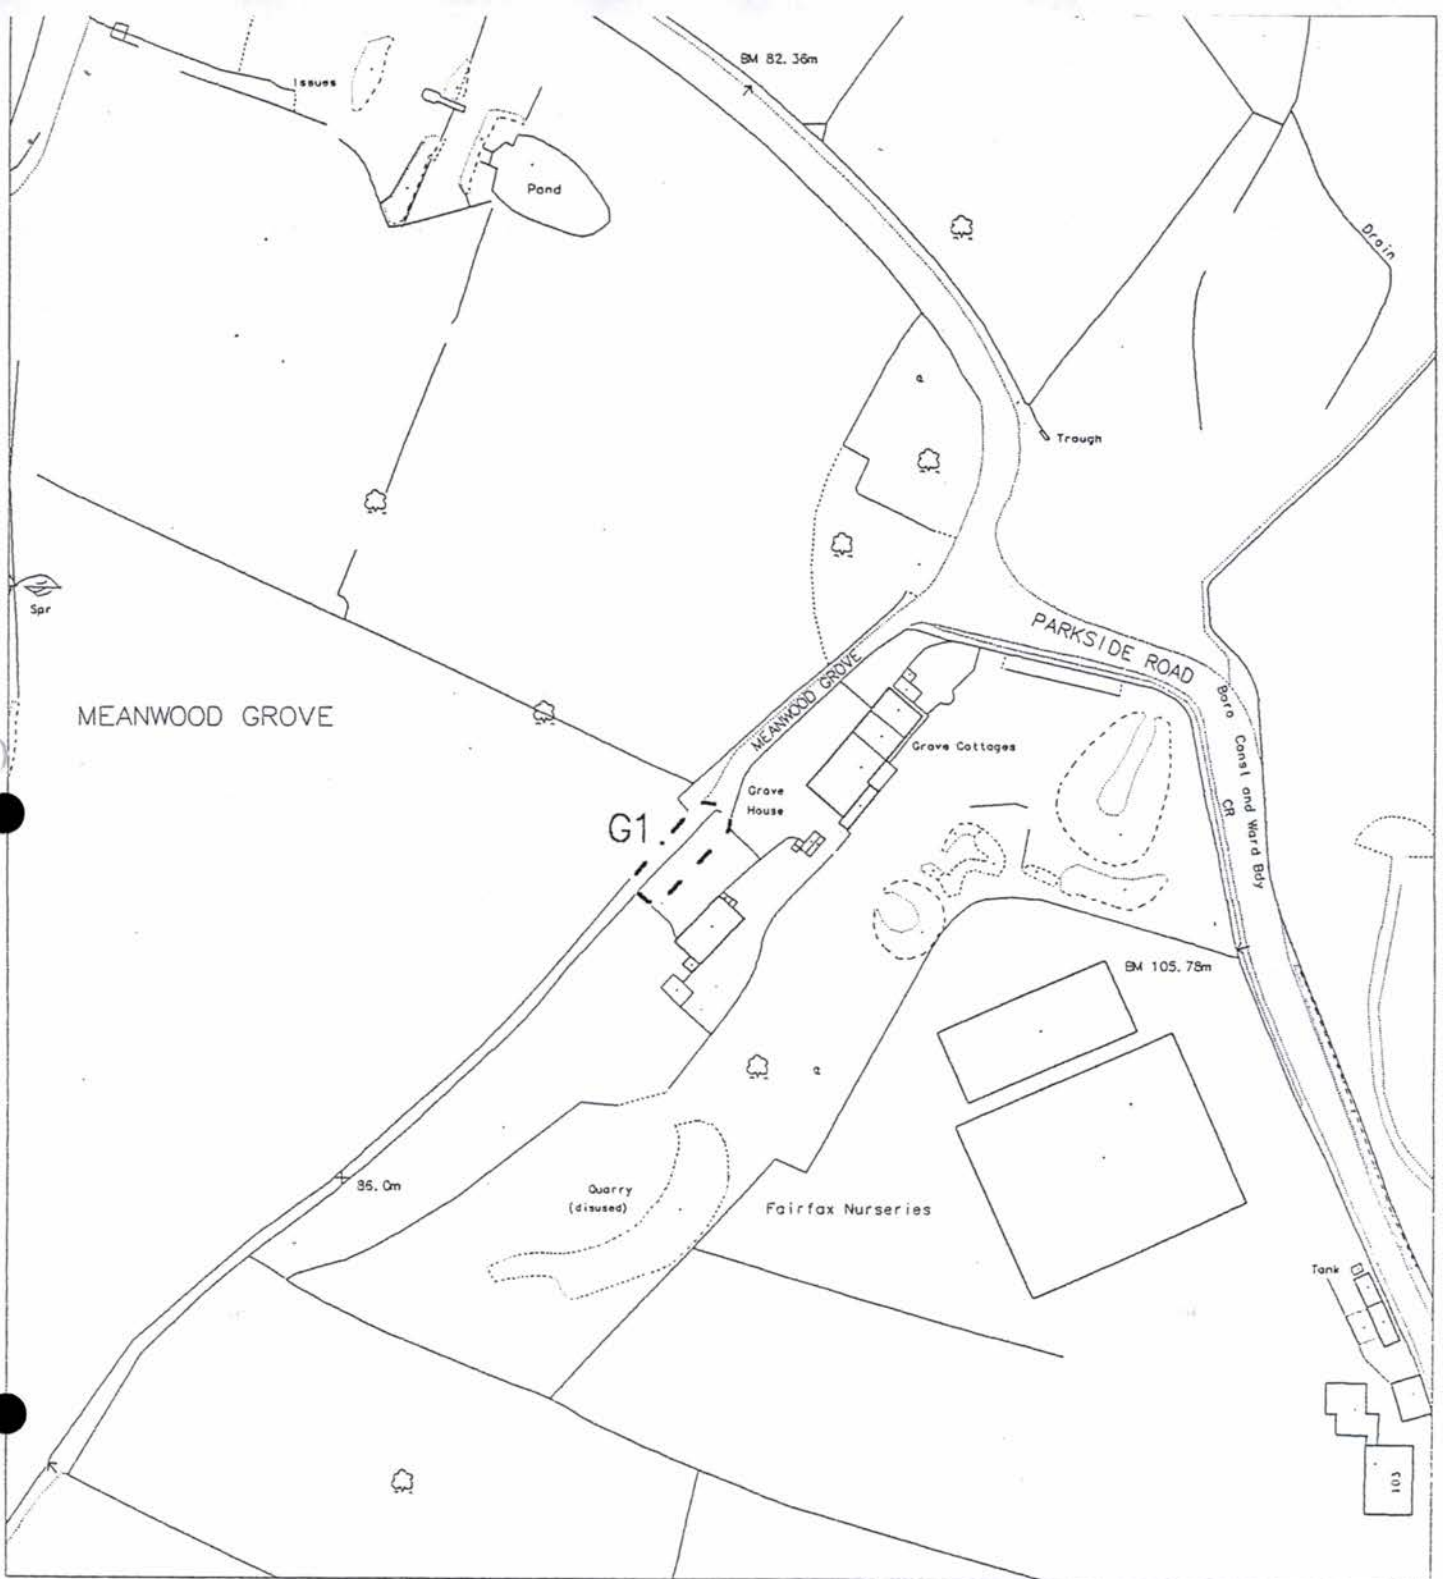 BM 82.36m
Issues
Pond
Drain
Trough
Spr
PARKSIDE ROAD
MEANWOOD GROVE
MEANWOOD GROVE
Boro Const and Ward Bdy
CR
Grove Cottages
Grove
House
G1
BM 105.78m
86.0m
Quarry
(disused)
Fairfax Nurseries
Tank
103